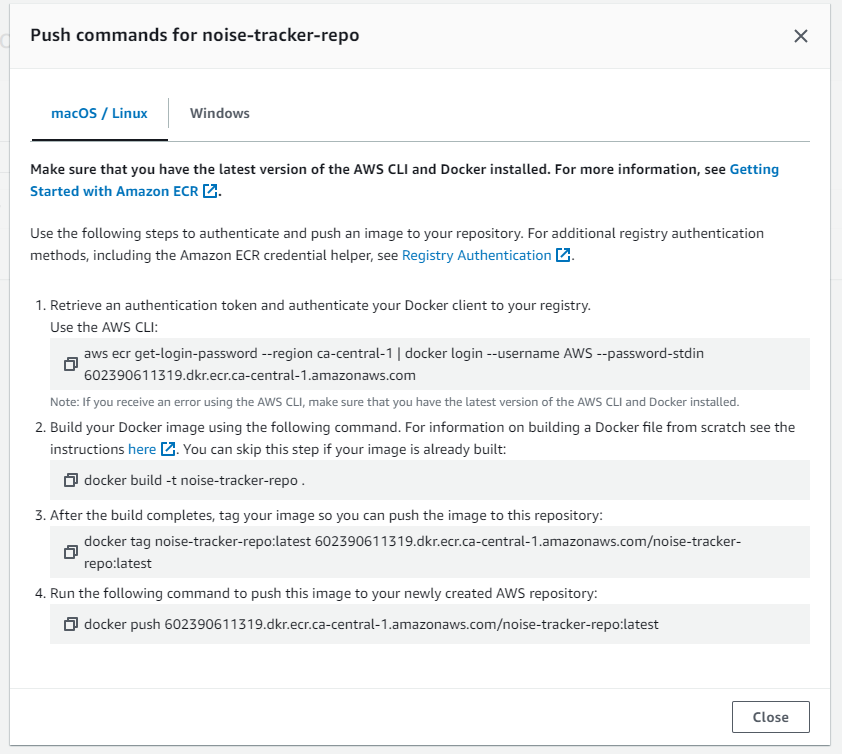 Push commands for noise-tracker-repo
macOS / Linux
Windows
Make sure that you have the latest version of the AWS CLI and Docker installed. For more information, see Getting
Started with Amazon ECR.
Use the following steps to authenticate and push an image to your repository. For additional registry authentication
methods, including the Amazon ECR credential helper, see Registry Authentication.
1. Retrieve an authentication token and authenticate your Docker client to your registry.
Use the AWS CLI:
aws ecr get-login-password --region ca-central-1 | docker login --username AWS --password-stdin
602390611319.dkr.ecr.ca-central-1.amazonaws.com
Note: If you receive an error using the AWS CLI, make sure that you have the latest version of the AWS CLI and Docker installed.
2. Build your Docker image using the following command. For information on building a Docker file from scratch see the
instructions here. You can skip this step if your image is already built:
docker build -t noise-tracker-repo .
3. After the build completes, tag your image so you can push the image to this repository:
docker tag noise-tracker-repo:latest 602390611319.dkr.ecr.ca-central-1.amazonaws.com/noise-tracker-
repo:latest
4. Run the following command to push this image to your newly created AWS repository:
docker push 602390611319.dkr.ecr.ca-central-1.amazonaws.com/noise-tracker-repo:latest
Close